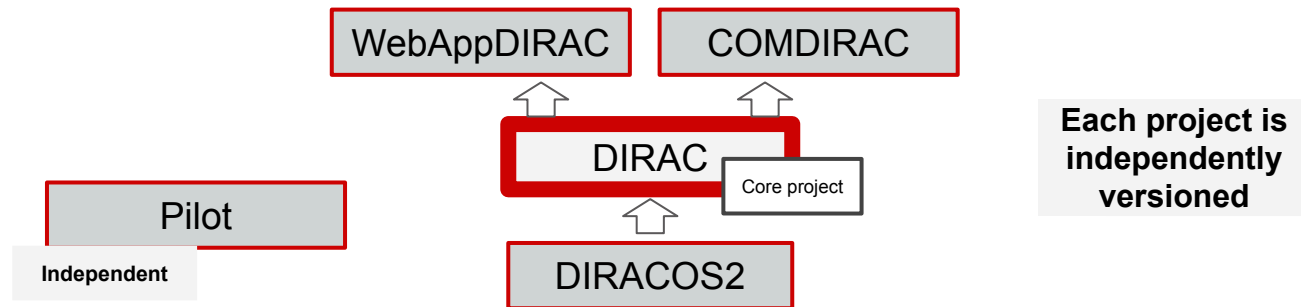 WebAppDIRAC
COMDIRAC
DIRAC
Core project
Each project is
independently
versioned
Pilot
Independent
DIRACOS2